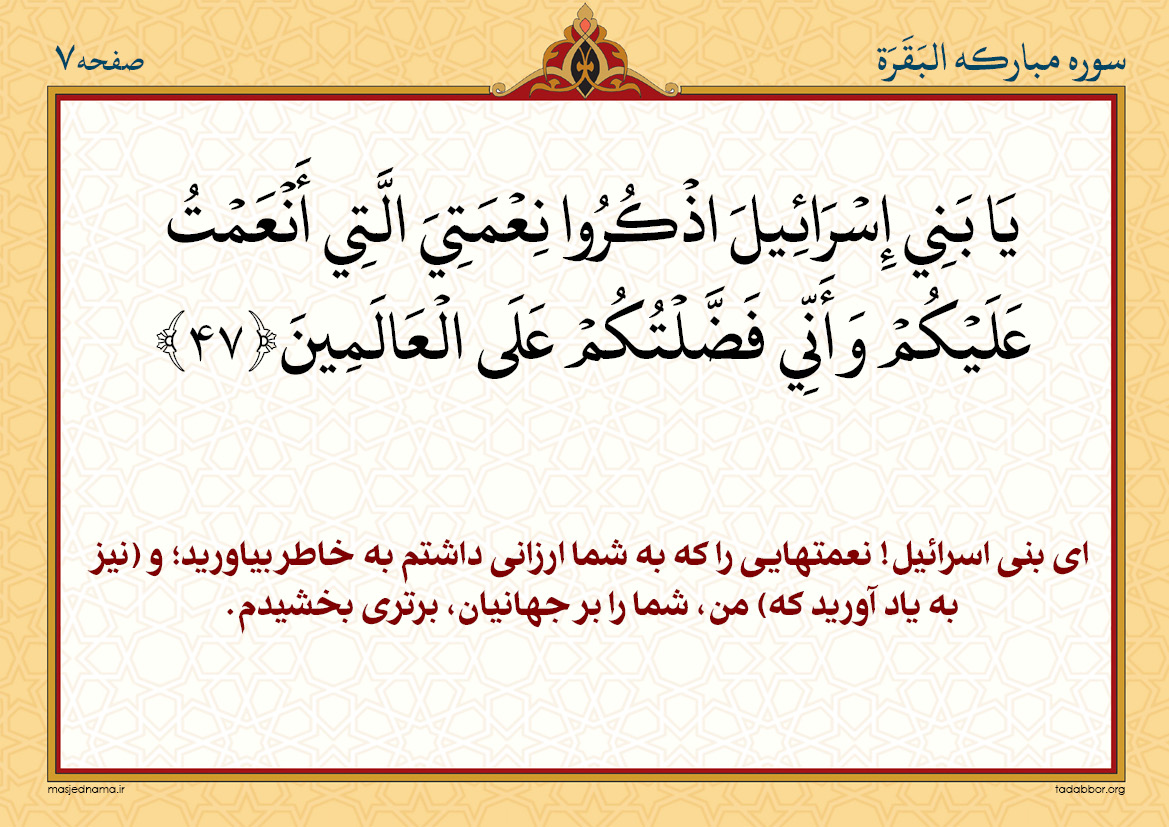 سوره مبارکه البَقَرَة
صفحه۷
يَا بَنِي إِسْرَائِيلَ اذْكُرُوا نِعْمَتِيَ الَّتِي أَنْعَمْتُ
عَلَيْكُمْ وَأَنِّي فَضَّلْتُكُمْ عَلَى الْعَالَمِينَ ﴿۴۷﴾
ای بنی اسرائیل! نعمتهایی را که به شما ارزانی داشتم به خاطر بیاورید؛ و (نیز
به یاد آورید که) من، شما را بر جهانیان، برتری بخشیدم.
masjednama.ir
tadabbor.org